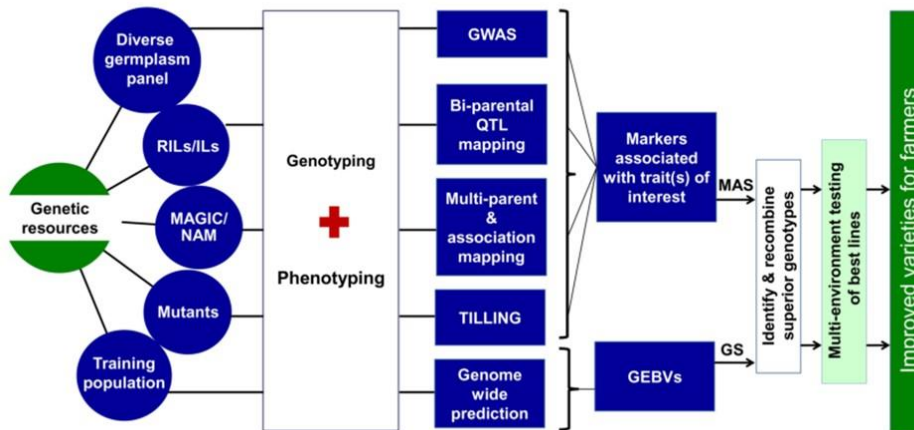 Diverse
germplasm
panel
RILs/ILs
Genetic
resources
MAGIC/
NAM
Mutants
Training
population
Genotyping
Phenotyping
GWAS
Bi-parental
QTL
mapping
Multi-parent
& association
mapping
TILLING
Genome
wide
prediction
Markers
associated
with trait(s) of
interest
GEBVs
MAS
GS
Identify & recombine
superior genotypes
Multi-environment testing
of best lines
Improved varieties for farmers